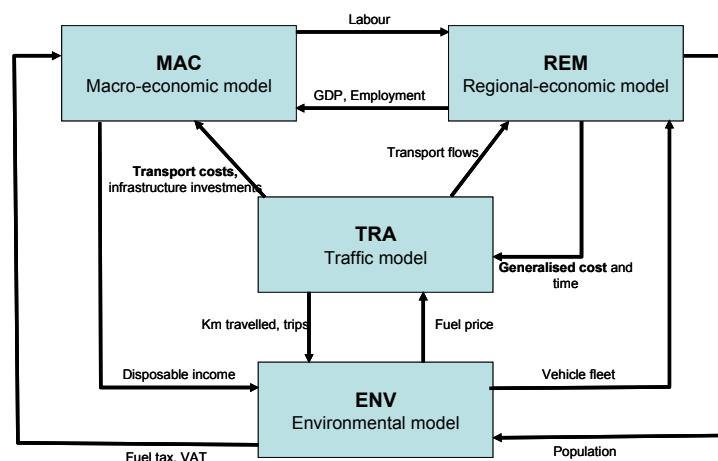 Labour
MAC
Macro-economic model
REM
Regional-economic model
GDP, Employment
Transport flows
Transport costs,
infrastructure investments
TRA
Traffic model
Generalised cost and
time
Km travelled, trips
Fuel price
Disposable income
Vehicle fleet
ENV
Environmental model
Population
Fuel tax, VAT